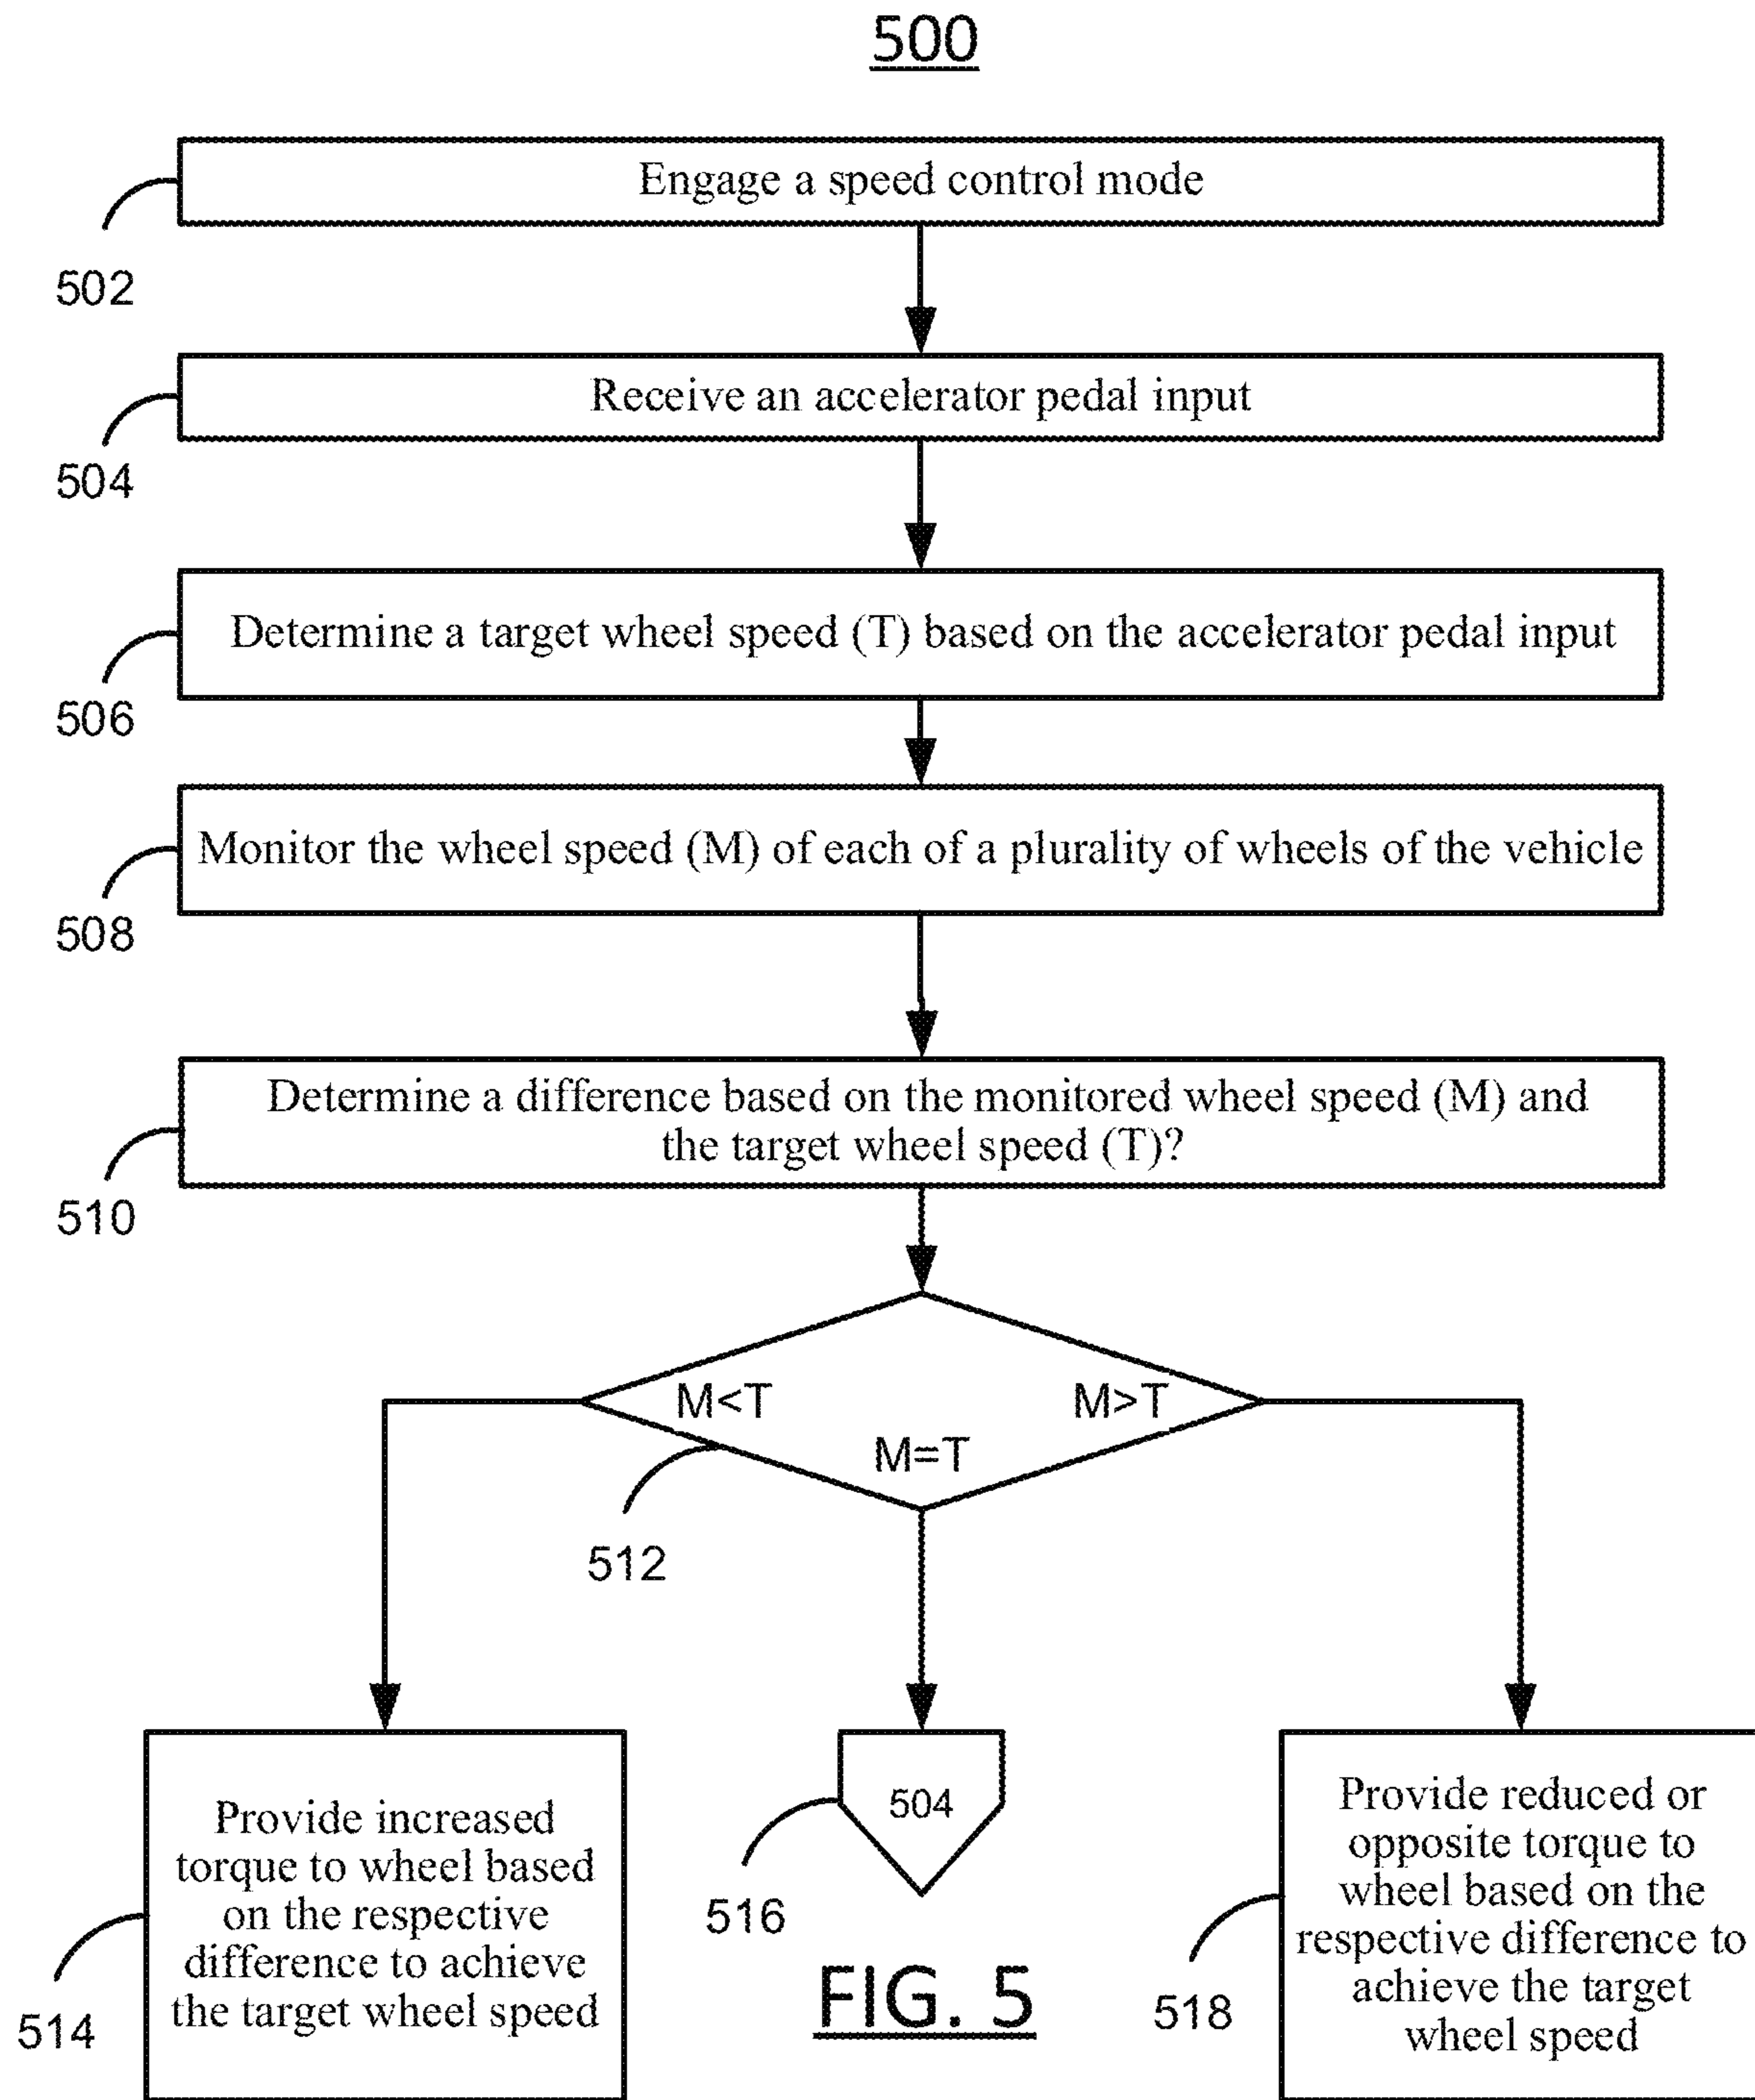 500
Engage a speed control mode
502
Receive an accelerator pedal input
504
Determine a target wheel speed (T) based on the accelerator pedal input
506
Monitor the wheel speed (M) of each of a plurality of wheels of the vehicle
508
Determine a difference based on the monitored wheel speed (M) and
the target wheel speed (T)?
510
M<T
M>T
M=T
512
Provide increased
torque to wheel based
on the respective
difference to achieve
the target wheel speed
514
504
516
Provide reduced or
opposite torque to
wheel based on the
respective difference to
achieve the target
wheel speed
518
FIG. 5